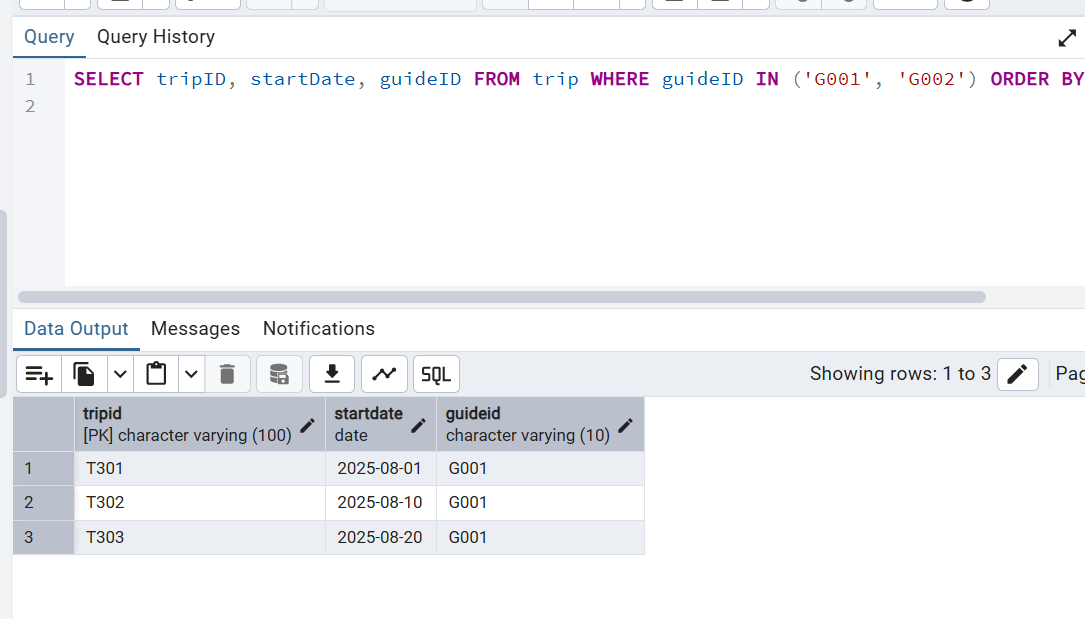 Query Query History
1 SELECT tripID, startDate, guideID FROM trip WHERE guideID IN ('G001', 'G002') ORDER BY
2
Data Output Messages Notifications
SQL Showing rows: 1 to 3
tripid startdate guideid
[PK] character varying (100) date character varying (10)
1 T301 2025-08-01 G001
2 T302 2025-08-10 G001
3 T303 2025-08-20 G001